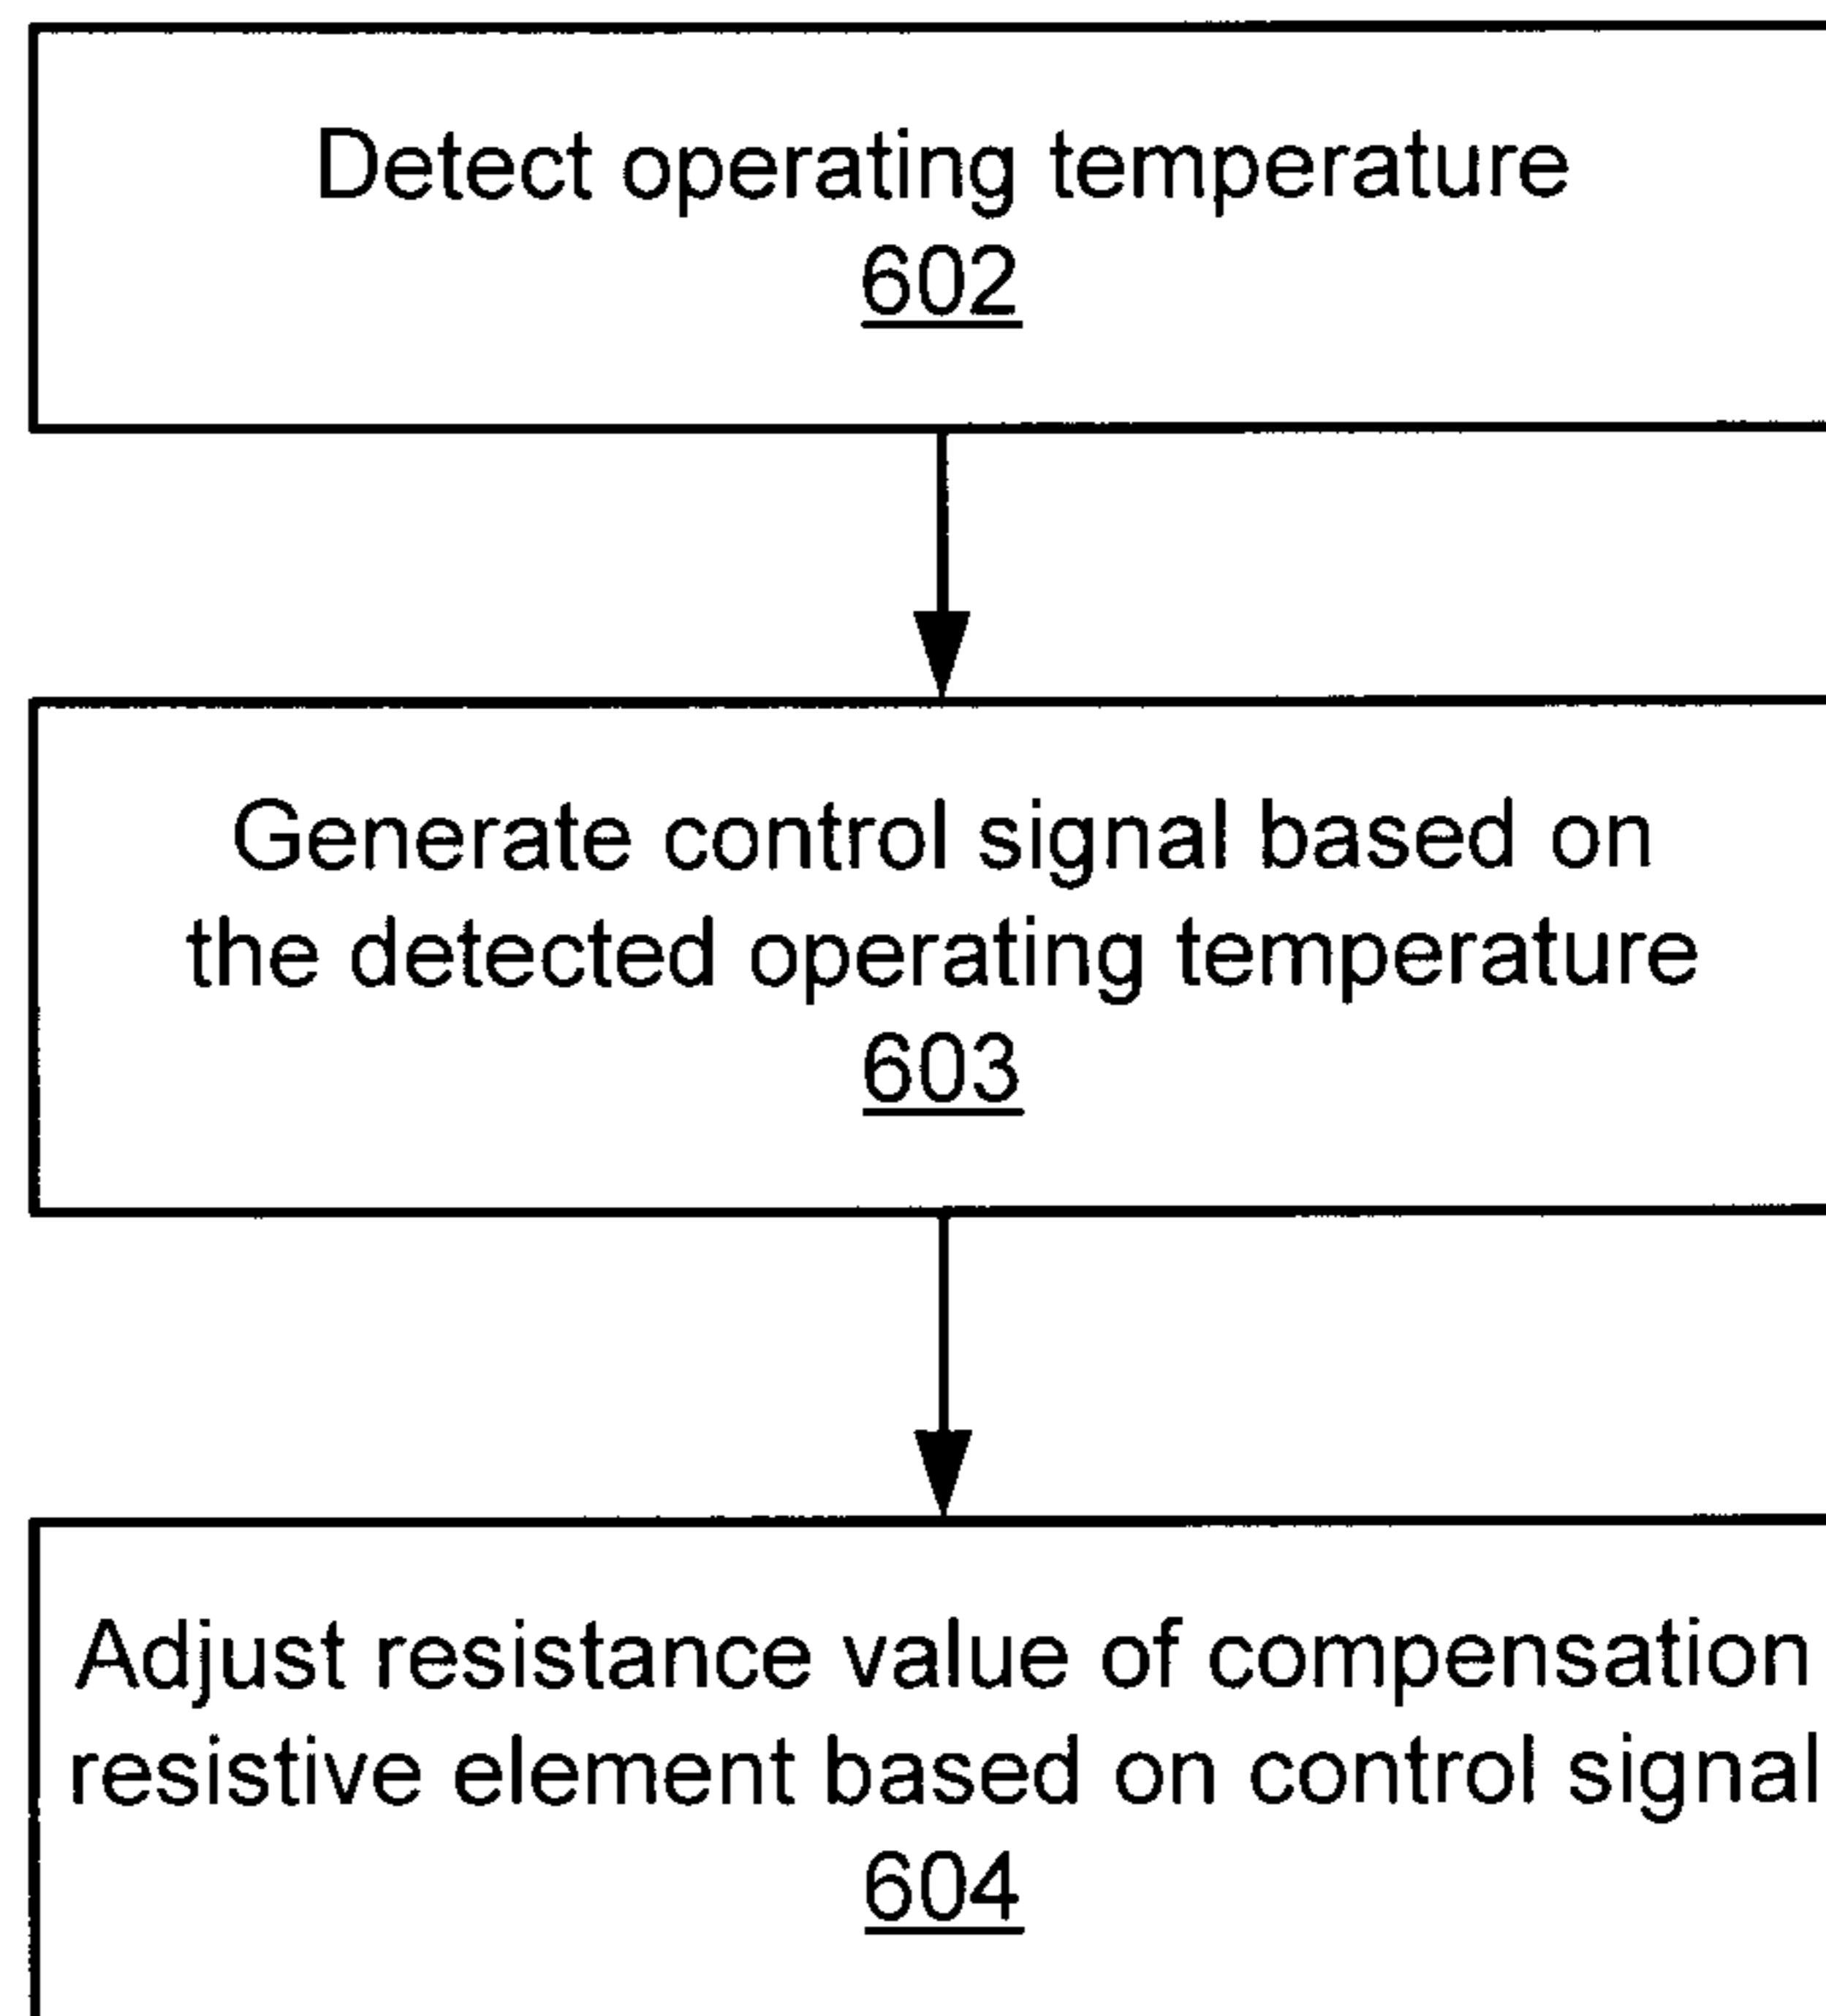 Detect operating temperature
602
Generate control signal based on
the detected operating temperature
603
Adjust resistance value of compensation
resistive element based on control signal
604